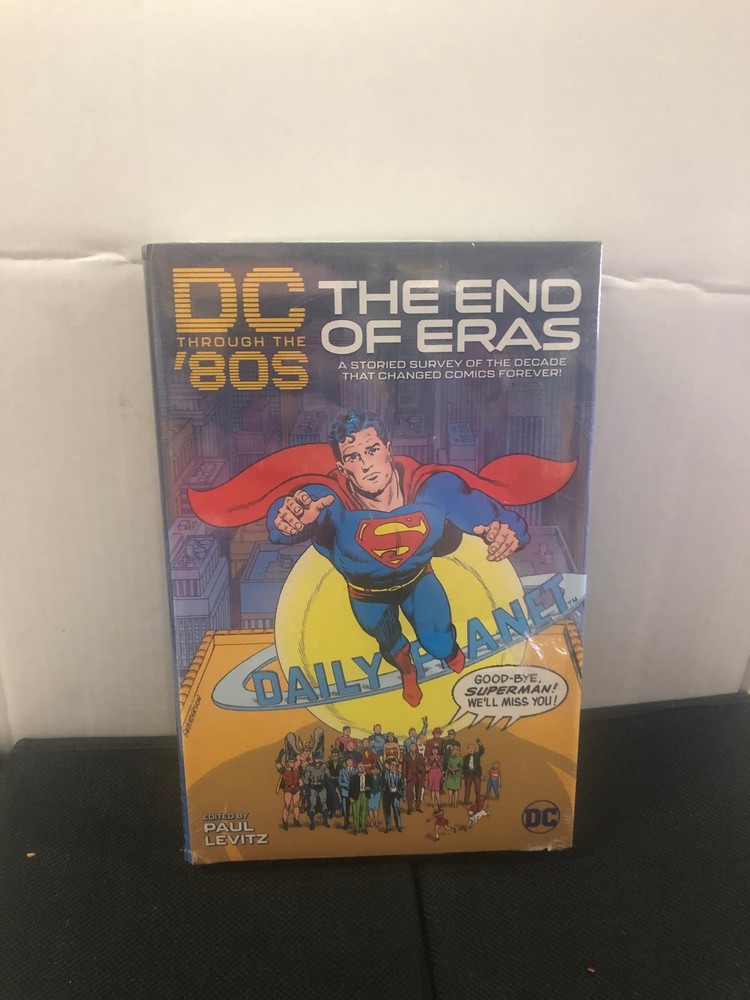 DC
THROUGH THE
'80S
THE END
OF ERAS
A STORIED SURVEY OF THE DECADE
THAT CHANGED COMICS FOREVER!
DAILY PLANET
TM
GOOD-BYE,
SUPERMAN!
WE'LL MISS YOU!
EDITED BY
PAUL
LEVITZ
DC